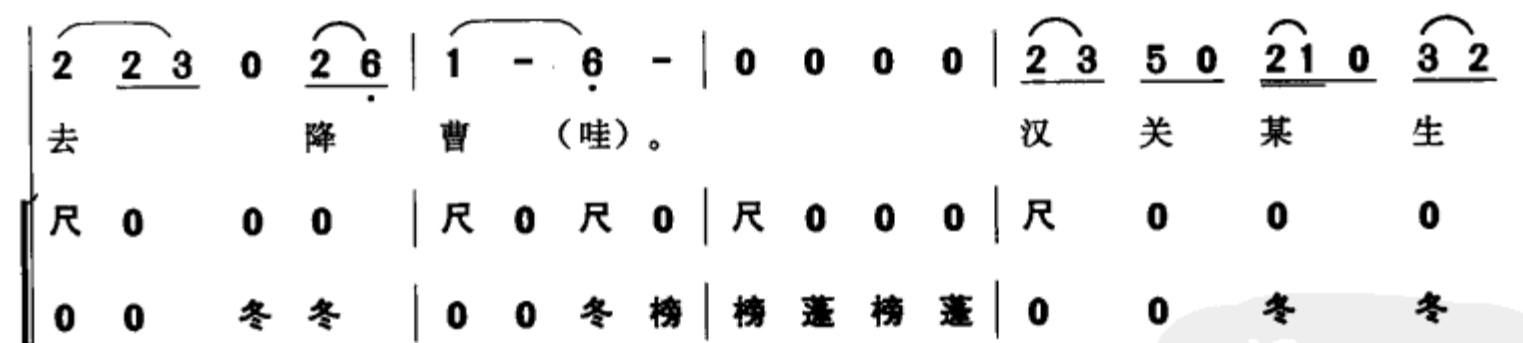 2 2 3 0 2 6 | 1 - 6 - | 0 0 0 0 | 2 3 5 0 2 1 0 3 2
去 降 曹 （哇）。 汉 关 某 生
尺 0 0 0 | 尺 0 尺 0 | 尺 0 0 0 | 尺 0 0 0
0 0 冬 冬 | 0 0 冬 榜 | 榜 蓬 榜 蓬 | 0 0 冬 冬